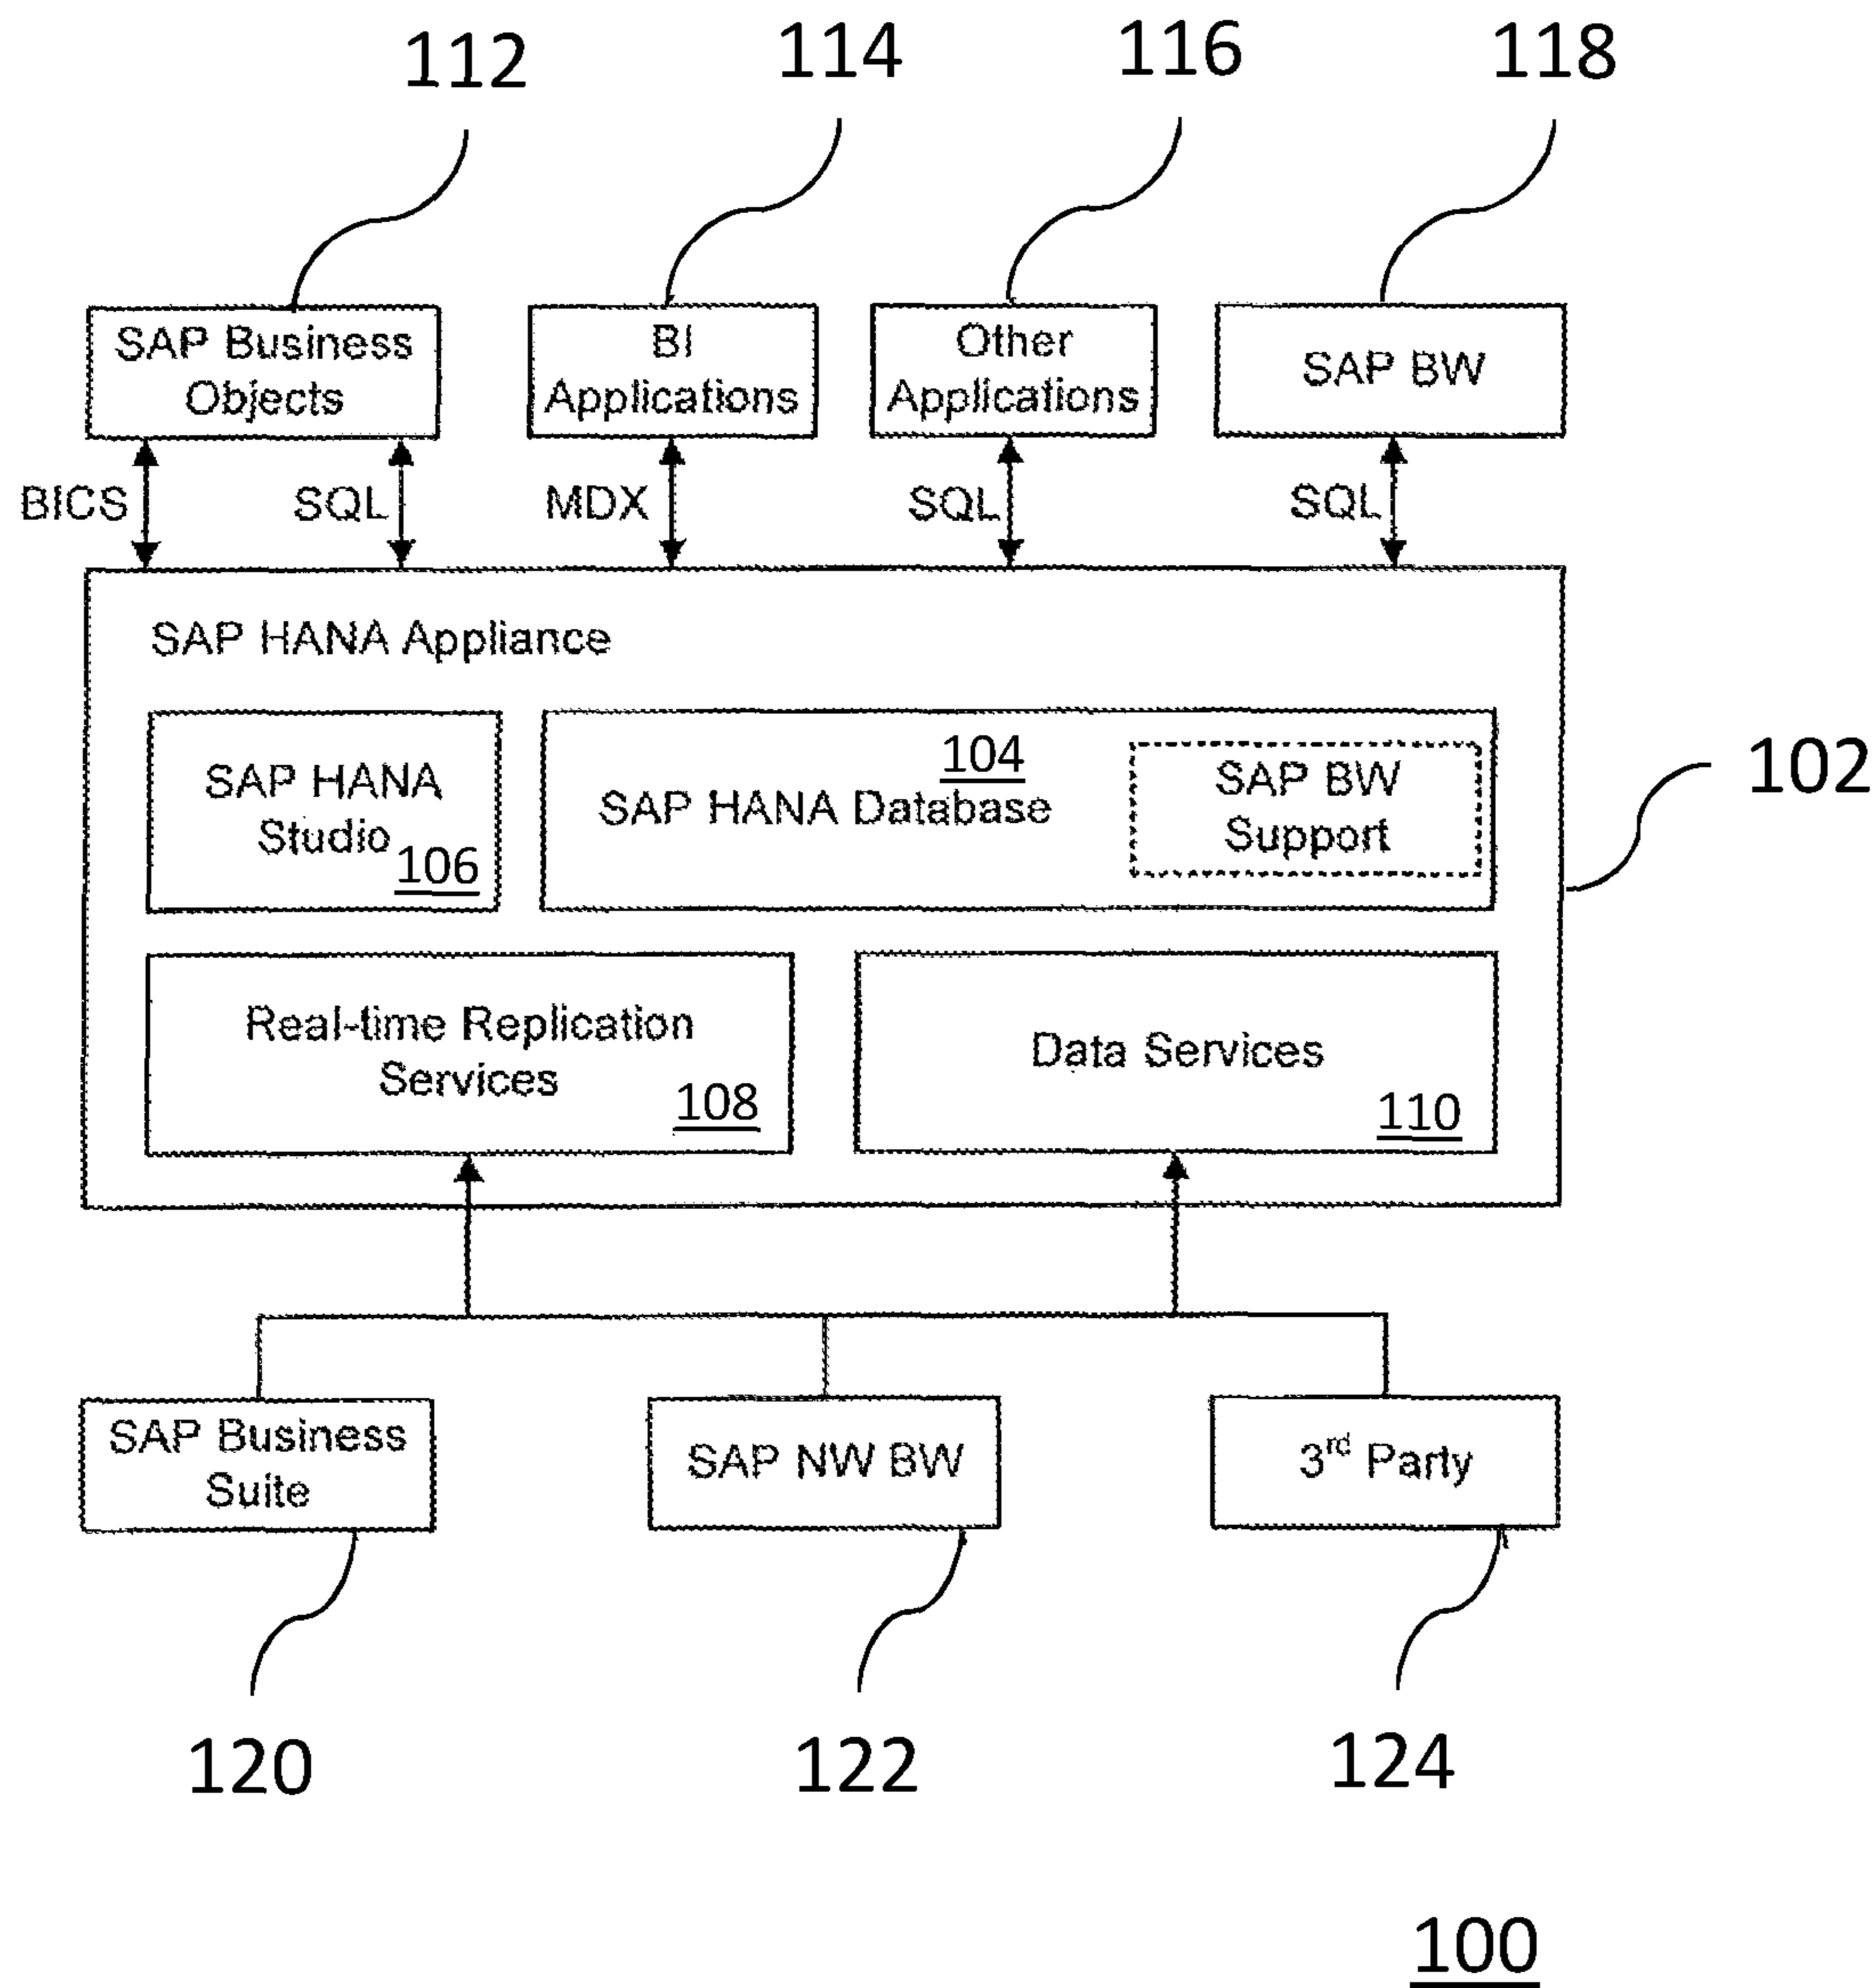 112
114
116
118
SAP Business
Objects
BI
Applications
Other
Applications
SAP BW
BICS
SQL
MDX
SQL
SQL
SAP HANA Appliance
SAP HANA
Studio
106
104
SAP HANA Database
SAP BW
Support
102
Real-time Replication
Services
108
Data Services
110
SAP Business
Suite
SAP NW BW
3rd Party
120
122
124
100